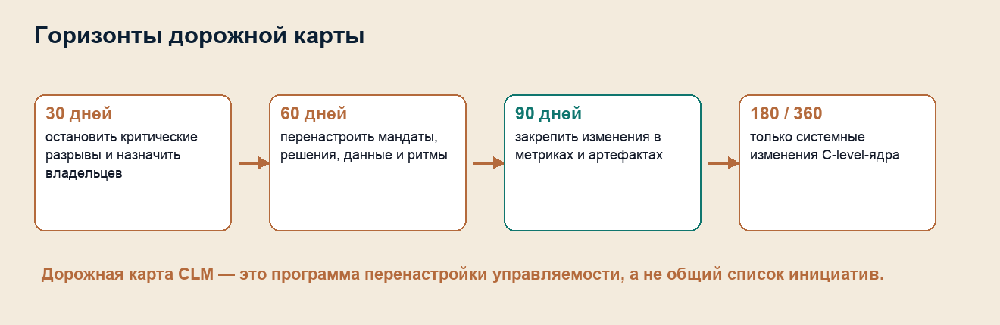 Горизонты дорожной карты
30 дней
остановить критические
разрывы и назначить
владельцев
60 дней
перенастроить мандаты,
решения, данные и ритмы
90 дней
закрепить изменения в
метриках и артефактах
180 / 360
только системные
изменения C-level-ядра
Дорожная карта CLM — это программа перенастройки управляемости, а не общий список инициатив.